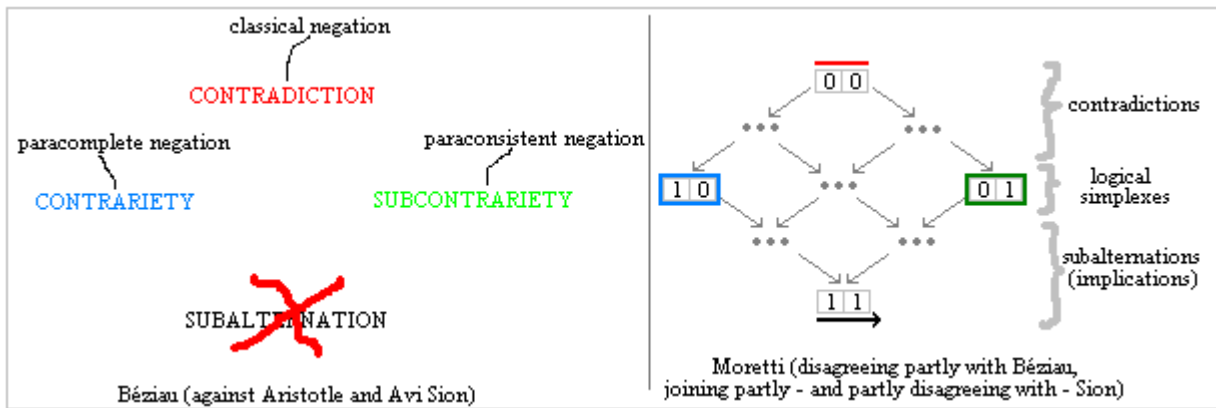 classical negation
CONTRADICTION
paracomplete negation
paraconsistent negation
CONTRARIETY
SUBCONTRARIETY
SUBALTERNATION
Béziau (against Aristotle and Avi Sion)
0 0
contradictions
1 0
0 1
logical
simplexes
subalternations
(implications)
1 1
Moretti (disagreeing partly with Béziau,
joining partly - and partly disagreeing with - Sion)